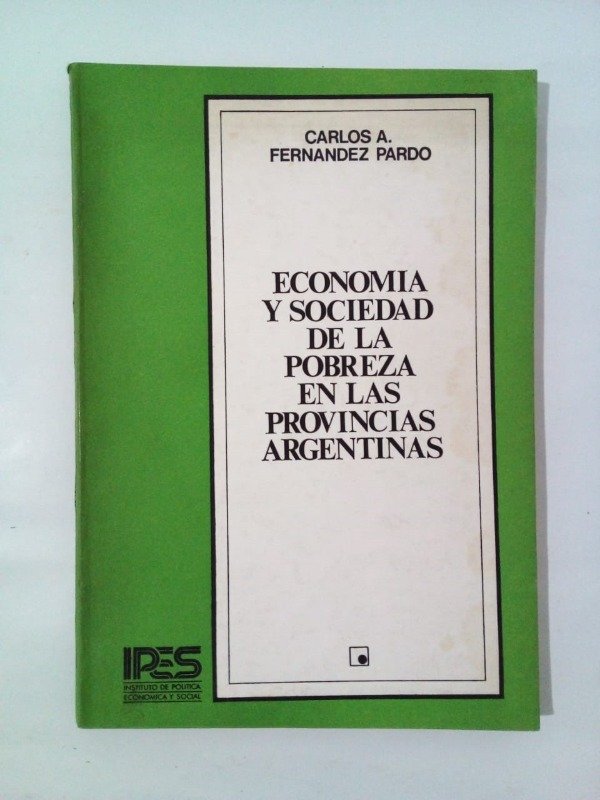 CARLOS A.
FERNANDEZ PARDO
ECONOMIA
Y SOCIEDAD
DE LA
POBREZA
EN LAS
PROVINCIAS
ARGENTINAS
IPES
INSTITUTO DE POLITICA
ECONOMICA Y SOCIAL